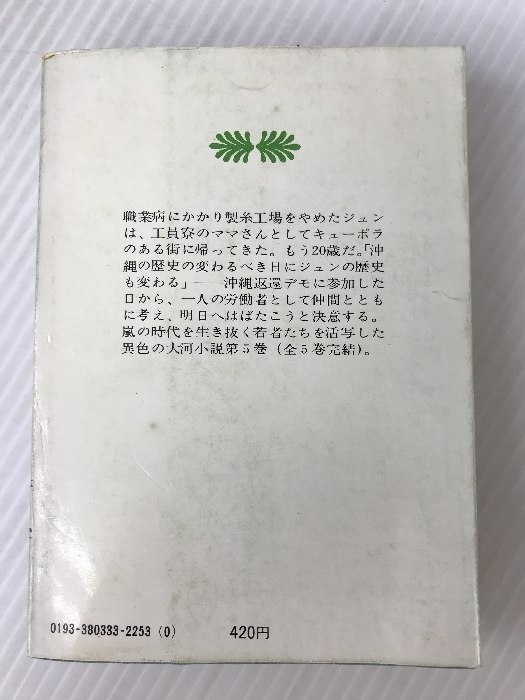 職業病にかかり製糸工場をやめたジュン
は、工員寮のママさんとしてキューポラ
のある街に帰ってきた。もう20歳だ。「沖
縄の歴史の変わるべき日にジュンの歴史
も変わる」――沖縄返還デモに参加した
日から、一人の労働者として仲間ととも
に考え、明日へはばたこうと決意する。
嵐の時代を生き抜く若者たちを活写した
異色の大河小説第5巻（全5巻完結）。
0193-380333-2253（0）
420円